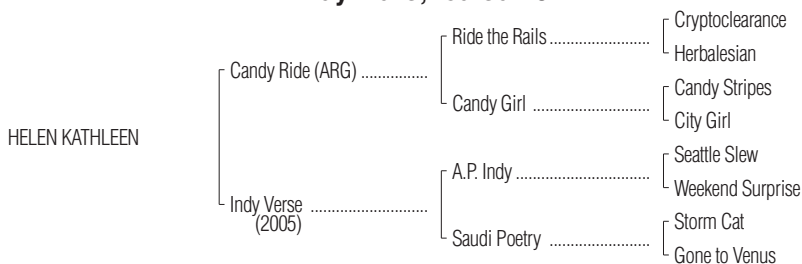 Cryptoclearance
Ride the Rails ..........................
Herbalesian
Candy Ride (ARG) .................
Candy Stripes
Candy Girl ..............................
City Girl
HELEN KATHLEEN
Seattle Slew
A.P. Indy ..................................
Weekend Surprise
Indy Verse ..............................
(2005)
Storm Cat
Saudi Poetry .........................
Gone to Venus